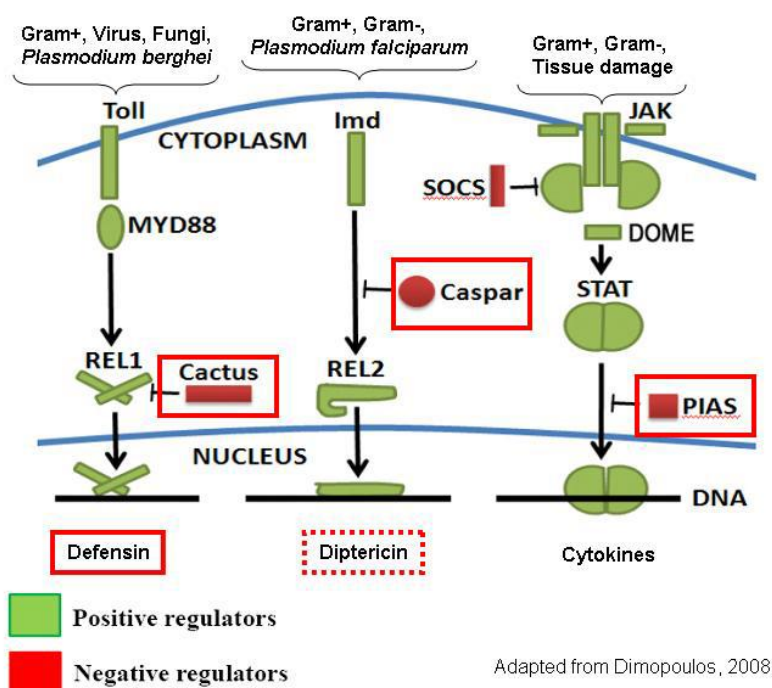 Gram+, Virus, Fungi,
Plasmodium berghei
Gram+, Gram-,
Plasmodium falciparum
Gram+, Gram-,
Tissue damage
Toll
CYTOPLASM
Imd
JAK
SOCS
MYD88
DOME
Caspar
STAT
REL1
Cactus
REL2
PIAS
NUCLEUS
DNA
Defensin
Diptericin
Cytokines
Positive regulators
Negative regulators
Adapted from Dimopoulos, 2008